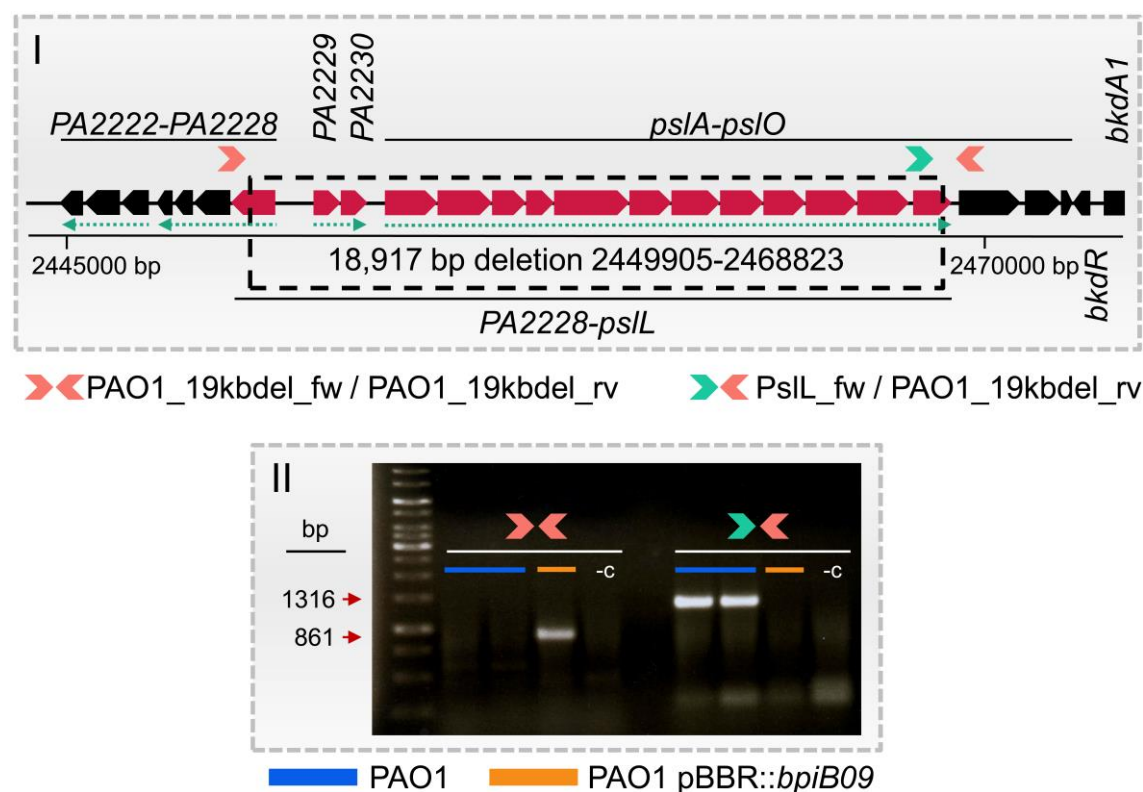 I
PA2222-PA2228
PA2229
PA2230
pslA-pslO
bkdA1
2445000 bp
18,917 bp deletion 2449905-2468823
2470000 bp
bkdR
PA2228-pslL
PAO1_19kbdel_fw / PAO1_19kbdel_rv
PslL_fw / PAO1_19kbdel_rv
II
bp
-c
-c
1316
861
PAO1
PAO1 pBBR::bpiB09